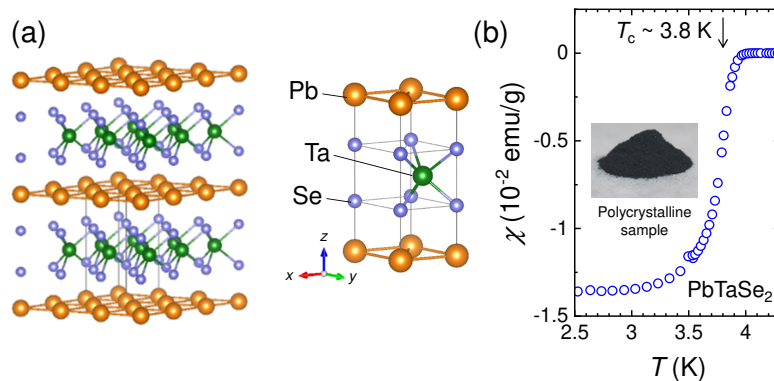 (a)
Pb
Ta
Se
z
x
y
(b)
T_c ~ 3.8 K
χ (10^-2 emu/g)
0
-0.5
-1
-1.5
Polycrystalline
sample
PbTaSe_2
2.5
3
3.5
4
T (K)